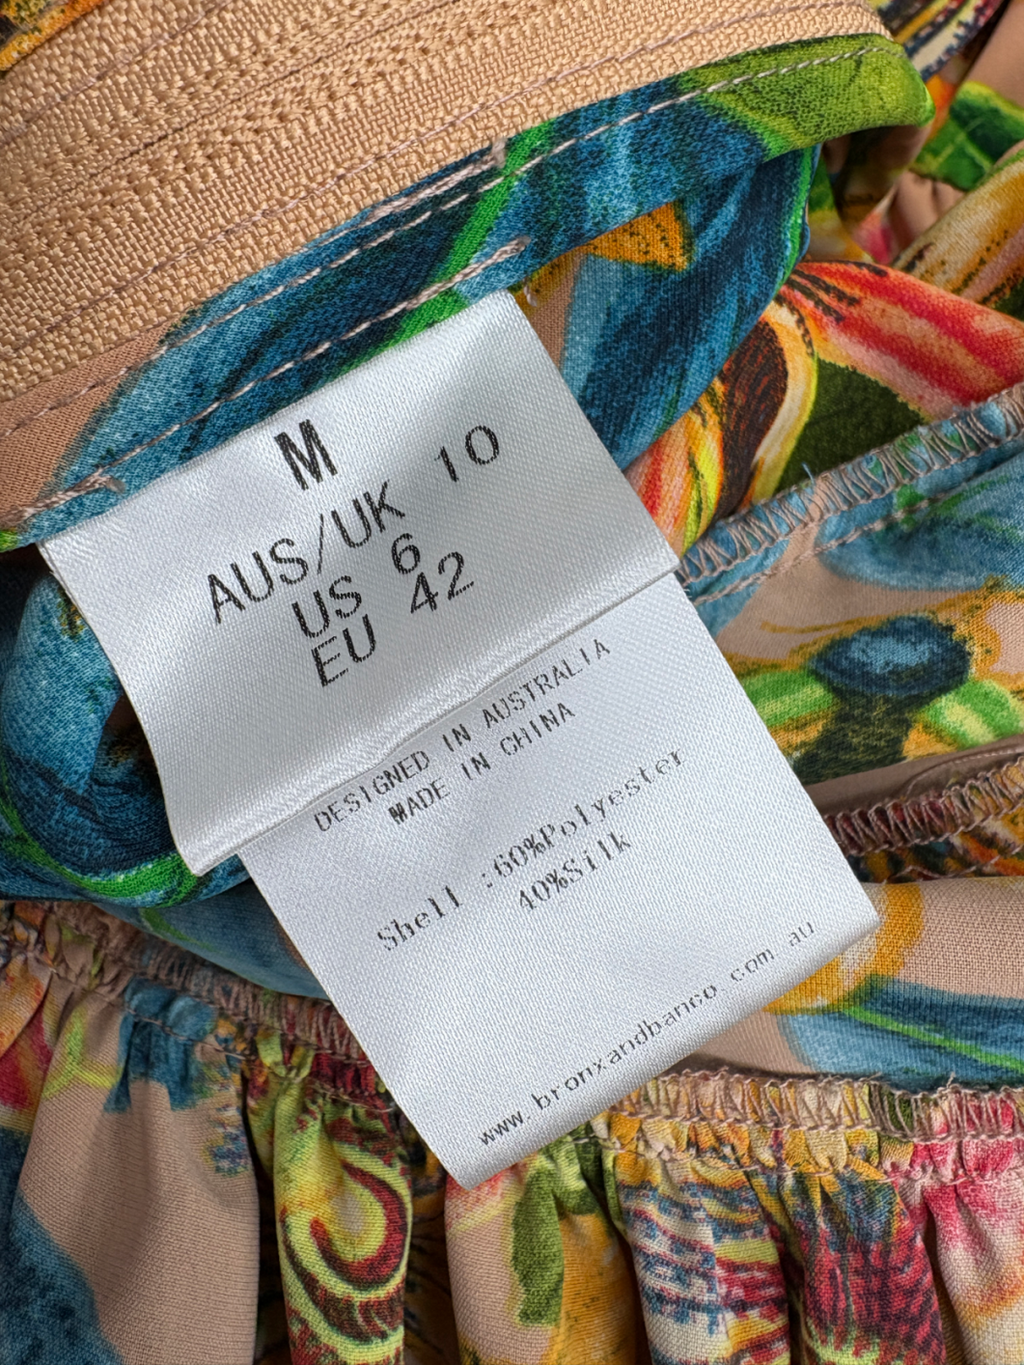 M
AUS/UK 10
US 6
EU 42
DESIGNED IN AUSTRALIA
MADE IN CHINA
Shell :60%Polyester
40%Silk
www.bronxandbanco.com.au